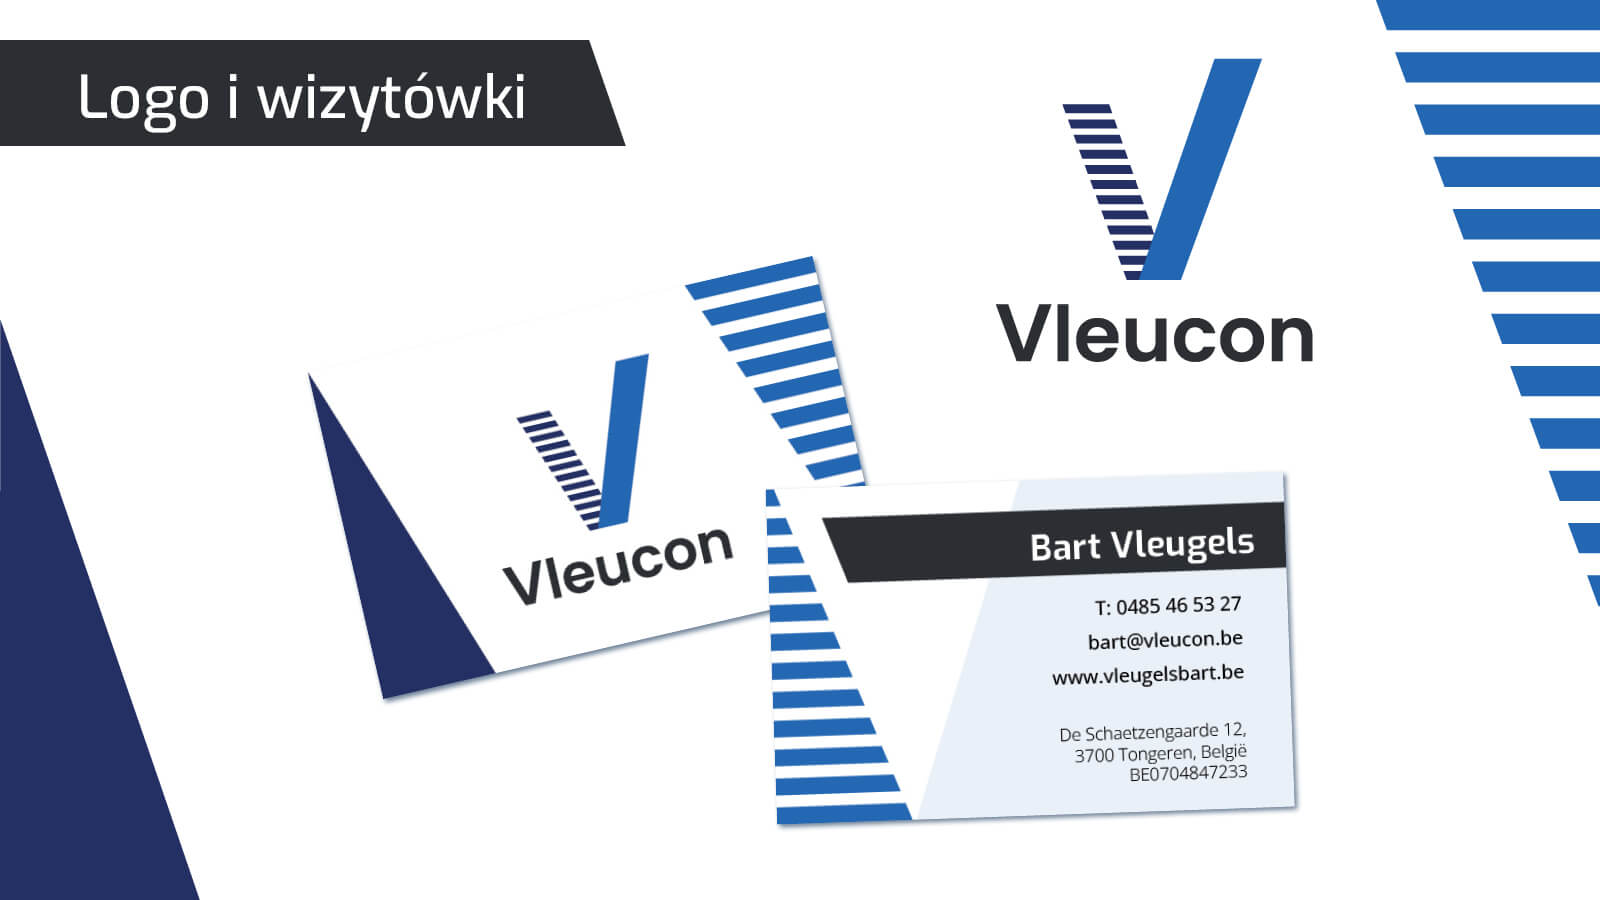 Logo i wizytówki
Vleucon
Vleucon
Bart Vleugels
T: 0485 46 53 27
bart@vleucon.be
www.vleugelsbart.be
De Schaetzengaarde 12,
3700 Tongeren, België
BE0704847233